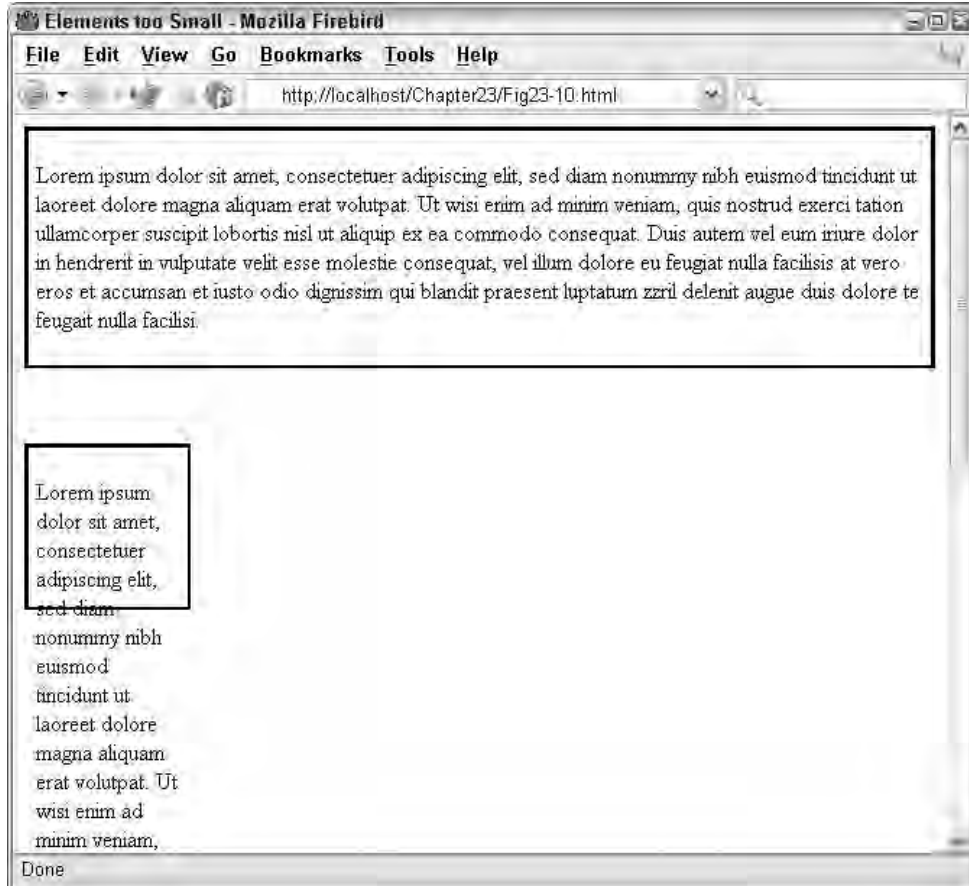 Elements too Small - Mozilla Firebird
File Edit View Go Bookmarks Tools Help
http://localhost/Chapter23/Fig23-10.html
Lorem ipsum dolor sit amet, consectetuer adipiscing elit, sed diam nonummy nibh euismod tincidunt ut
laoreet dolore magna aliquam erat volutpat. Ut wisi enim ad minim veniam, quis nostrud exerci tation
ullamcorper suscipit lobortis nisl ut aliquip ex ea commodo consequat. Duis autem vel eum iriure dolor
in hendrerit in vulputate velit esse molestie consequat, vel illum dolore eu feugiat nulla facilisis at vero
eros et accumsan et iusto odio dignissim qui blandit praesent luptatum zzril delenit augue duis dolore te
feugait nulla facilisi.
Lorem ipsum
dolor sit amet,
consectetuer
adipiscing elit,
sed diam
nonummy nibh
euismod
tincidunt ut
laoreet dolore
magna aliquam
erat volutpat. Ut
wisi enim ad
minim veniam,
Done